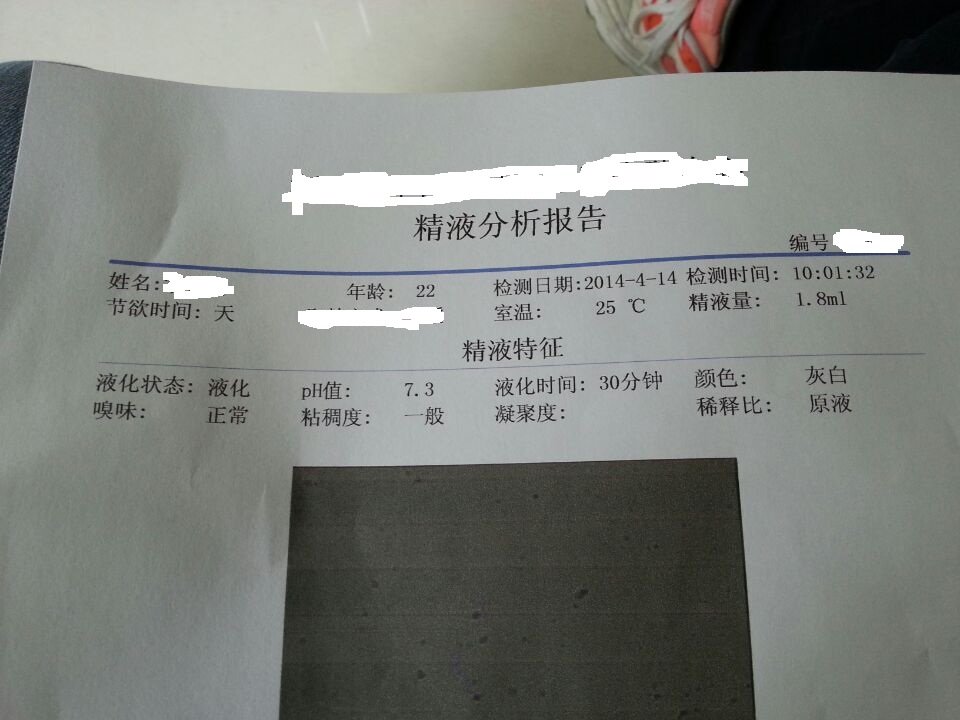 精液分析报告
编号
姓名: 年龄: 22 检测日期:2014-4-14 检测时间: 10:01:32
节欲时间: 天 室温: 25 ℃ 精液量: 1.8ml
精液特征
液化状态: 液化 pH值: 7.3 液化时间: 30分钟 颜色: 灰白
嗅味: 正常 粘稠度: 一般 凝聚度: 稀释比: 原液